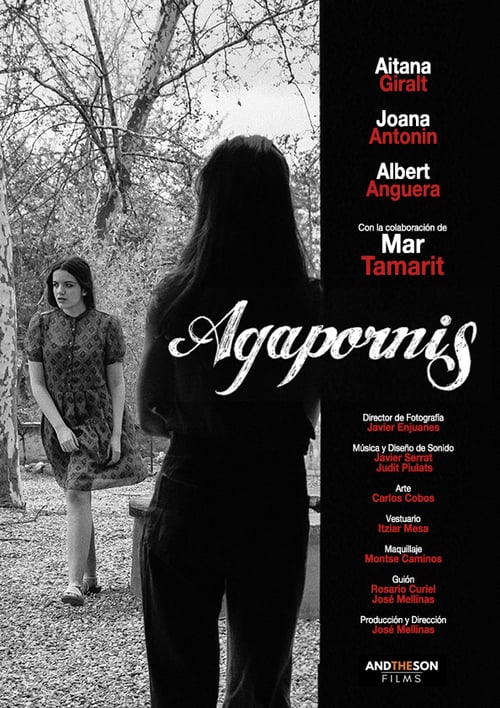 Aitana
Giralt
Joana
Antonin
Albert
Anguera
Con la colaboración de
Mar
Tamarit
Agapornis
Director de Fotografía
Javier Enjuanes
Música y Diseño de Sonido
Javier Serrat
Judit Piulats
Arte
Carlos Cobos
Vestuario
Itziar Mesa
Maquillaje
Montse Caminos
Guión
Rosario Curiel
José Mellinas
Producción y Dirección
José Mellinas
ANDTHESON
FILMS